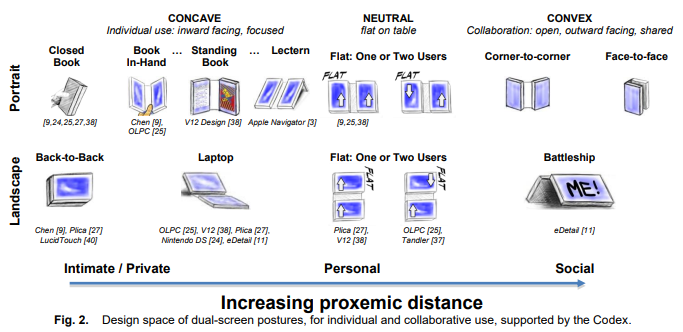 CONCAVE
Individual use: inward facing, focused
NEUTRAL
flat on table
CONVEX
Collaboration: open, outward facing, shared
Portrait
Closed
Book
Book
In-Hand
...
Standing
Book
...
Lectern
Flat: One or Two Users
Corner-to-corner
Face-to-face
FLAT
FLAT
[9,24,25,27,38]
Chen [9],
OLPC [25]
V12 Design [38]
Apple Navigator [3]
[9,25,38]
Landscape
Back-to-Back
Laptop
Flat: One or Two Users
Battleship
FLAT
FLAT
ME!
Chen [9], Plica [27]
LucidTouch [40]
OLPC [25], V12 [38], Plica [27],
Nintendo DS [24], eDetail [11]
Plica [27],
V12 [38]
OLPC [25],
Tandler [37]
eDetail [11]
Intimate / Private
Personal
Social
Increasing proxemic distance
Fig. 2. Design space of dual-screen postures, for individual and collaborative use, supported by the Codex.